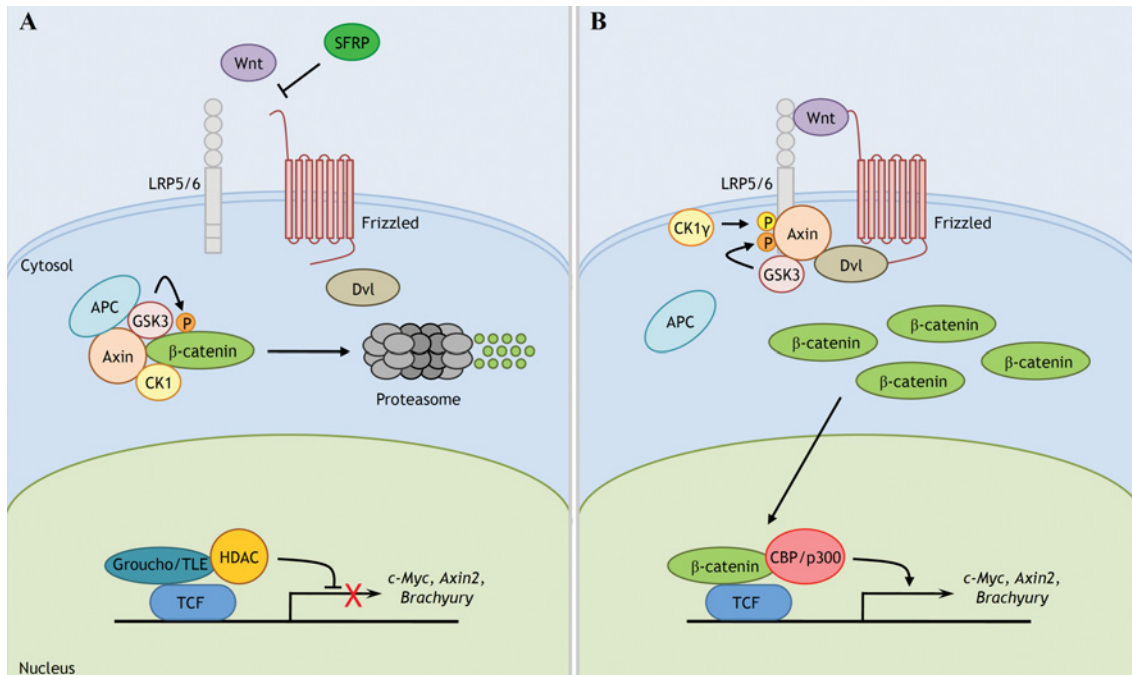 A
SFRP
Wnt
LRP5/6
Frizzled
Cytosol
Dvl
APC
GSK3
P
Axin
β-catenin
CK1
Proteasome
Groucho/TLE
HDAC
TCF
c-Myc, Axin2,
Brachyury
Nucleus
B
Wnt
LRP5/6
CK1γ
P
Axin
Frizzled
P
GSK3
Dvl
APC
β-catenin
β-catenin
β-catenin
β-catenin
β-catenin
CBP/p300
TCF
c-Myc, Axin2,
Brachyury